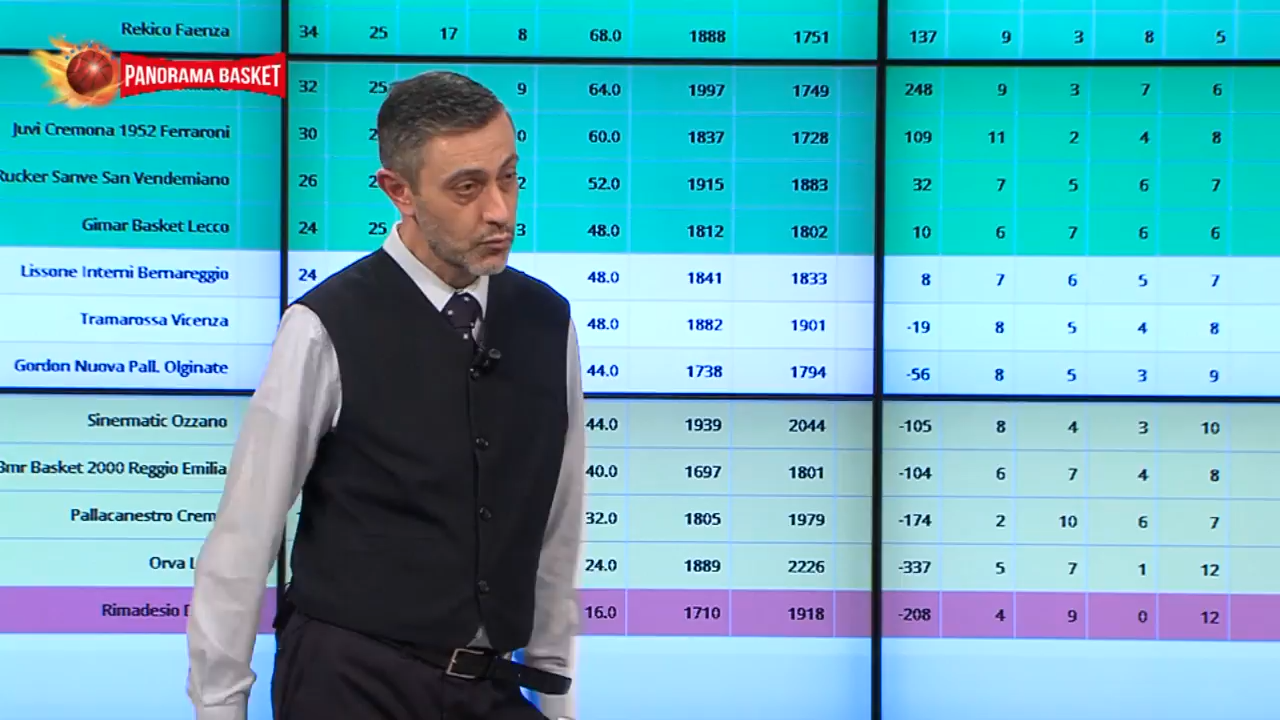 Rekico Faenza 34 25 17 8 68.0 1888 1751 137 9 3 8 5
PANORAMA BASKET
32 25 9 64.0 1997 1749 248 9 3 7 6
Juvi Cremona 1952 Ferraroni 30 60.0 1837 1728 109 11 2 4 8
Rucker Sanve San Vendemiano 26 52.0 1915 1883 32 7 5 6 7
Gimar Basket Lecco 24 25 48.0 1812 1802 10 6 7 6 6
Lissone Interni Bernareggio 24 48.0 1841 1833 8 7 6 5 7
Tramarossa Vicenza 48.0 1882 1901 -19 8 5 4 8
Gordon Nuova Pall. Olginate 44.0 1738 1794 -56 8 5 3 9
Sinermatic Ozzano 44.0 1939 2044 -105 8 4 3 10
Bmr Basket 2000 Reggio Emilia 40.0 1697 1801 -104 6 7 4 8
Pallacanestro Crem 32.0 1805 1979 -174 2 10 6 7
Orva L 24.0 1889 2226 -337 5 7 1 12
Rimadesio 16.0 1710 1918 -208 4 9 0 12